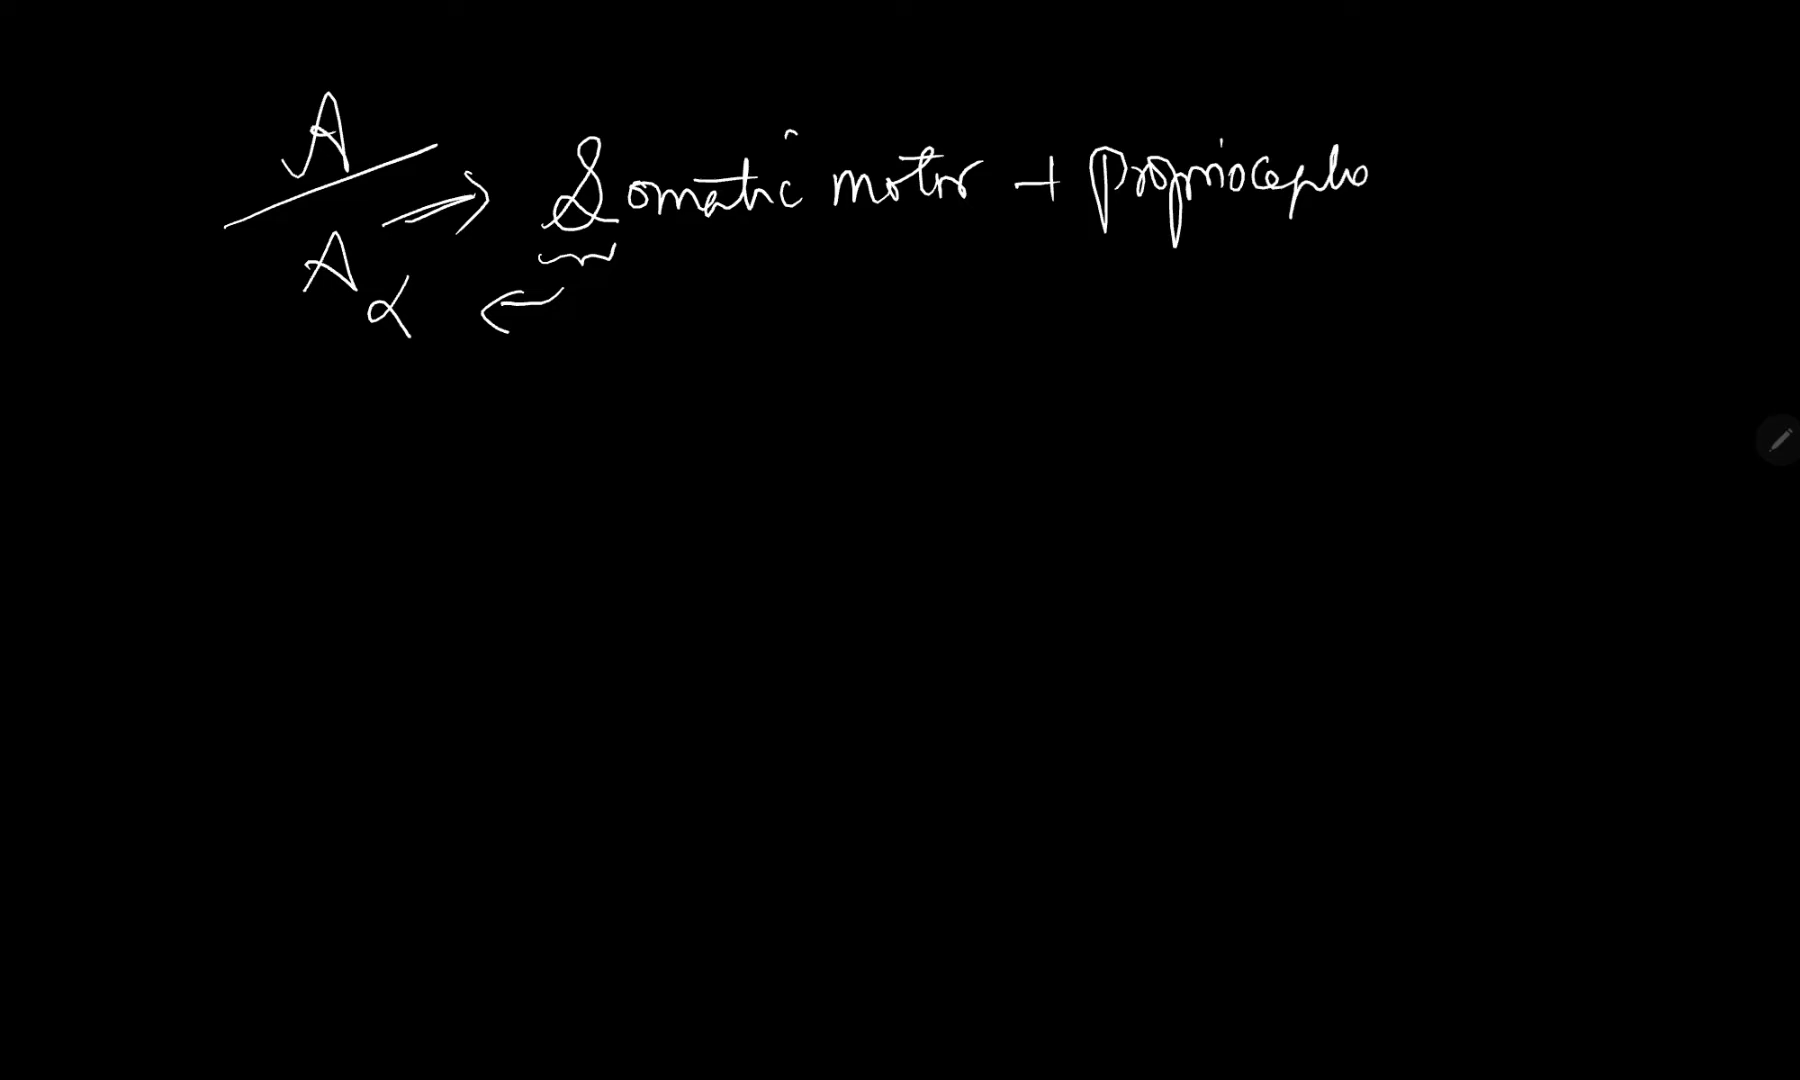 A
Aα ⇒ Somatic motor + proprioceptio
←